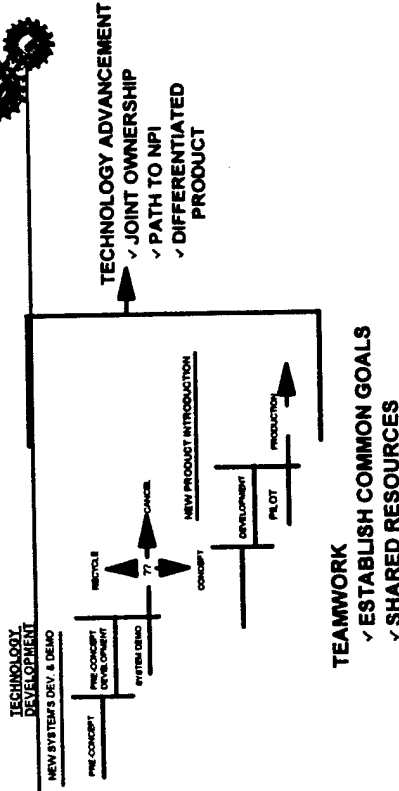 TECHNOLOGY
DEVELOPMENT
NEW SYSTEM'S DEV. & DEMO
PRE-CONCEPT
PRE-CONCEPT
DEVELOPMENT
SYSTEM DEMO
RECYCLE
??
CANCEL
CONCEPT
NEW PRODUCT INTRODUCTION
DEVELOPMENT
PILOT
PRODUCTION
TECHNOLOGY ADVANCEMENT
✓ JOINT OWNERSHIP
✓ PATH TO NPI
✓ DIFFERENTIATED
PRODUCT
TEAMWORK
✓ ESTABLISH COMMON GOALS
✓ SHARED RESOURCES